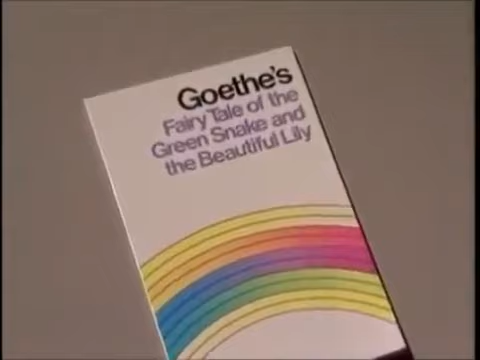 Goethe's
Fairy Tale of the
Green Snake and
the Beautiful Lily